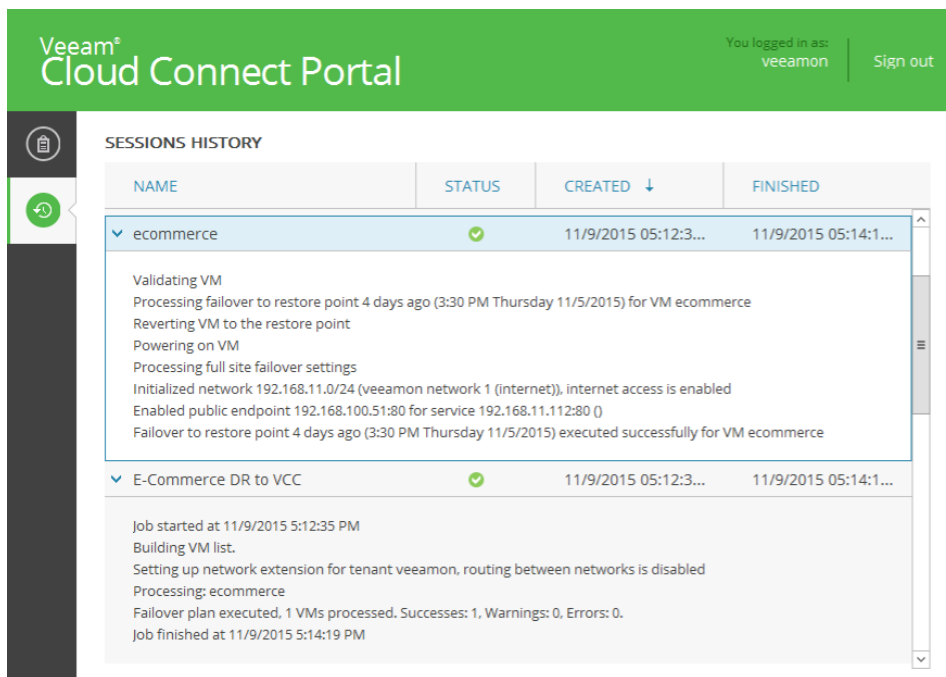 Veeam®
Cloud Connect Portal
You logged in as:
veeamon
Sign out
SESSIONS HISTORY
NAME STATUS CREATED ↓ FINISHED
ecommerce 11/9/2015 05:12:3... 11/9/2015 05:14:1...
Validating VM
Processing failover to restore point 4 days ago (3:30 PM Thursday 11/5/2015) for VM ecommerce
Reverting VM to the restore point
Powering on VM
Processing full site failover settings
Initialized network 192.168.11.0/24 (veeamon network 1 (internet)), internet access is enabled
Enabled public endpoint 192.168.100.51:80 for service 192.168.11.112:80 ()
Failover to restore point 4 days ago (3:30 PM Thursday 11/5/2015) executed successfully for VM ecommerce
E-Commerce DR to VCC 11/9/2015 05:12:3... 11/9/2015 05:14:1...
Job started at 11/9/2015 5:12:35 PM
Building VM list.
Setting up network extension for tenant veeamon, routing between networks is disabled
Processing: ecommerce
Failover plan executed, 1 VMs processed. Successes: 1, Warnings: 0, Errors: 0.
Job finished at 11/9/2015 5:14:19 PM